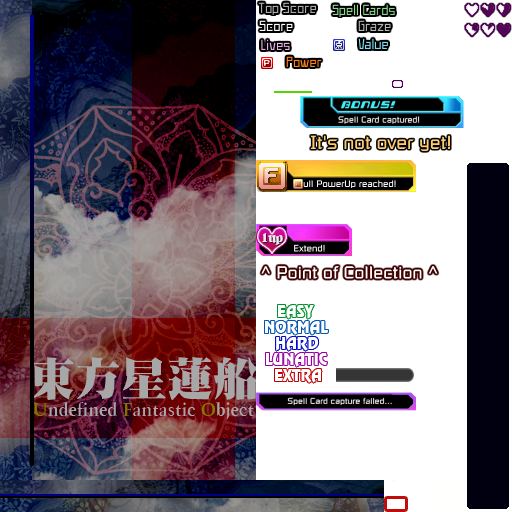 Top Score
Spell Cards
Score
Graze
Lives
Value
P
Power
BONUS!
Spell Card captured!
It's not over yet!
F
ull PowerUp reached!
1up
Extend!
^ Point of Collection ^
EASY
NORMAL
HARD
LUNATIC
EXTRA
東方星蓮船
Undefined Fantastic Object
Spell Card capture failed...